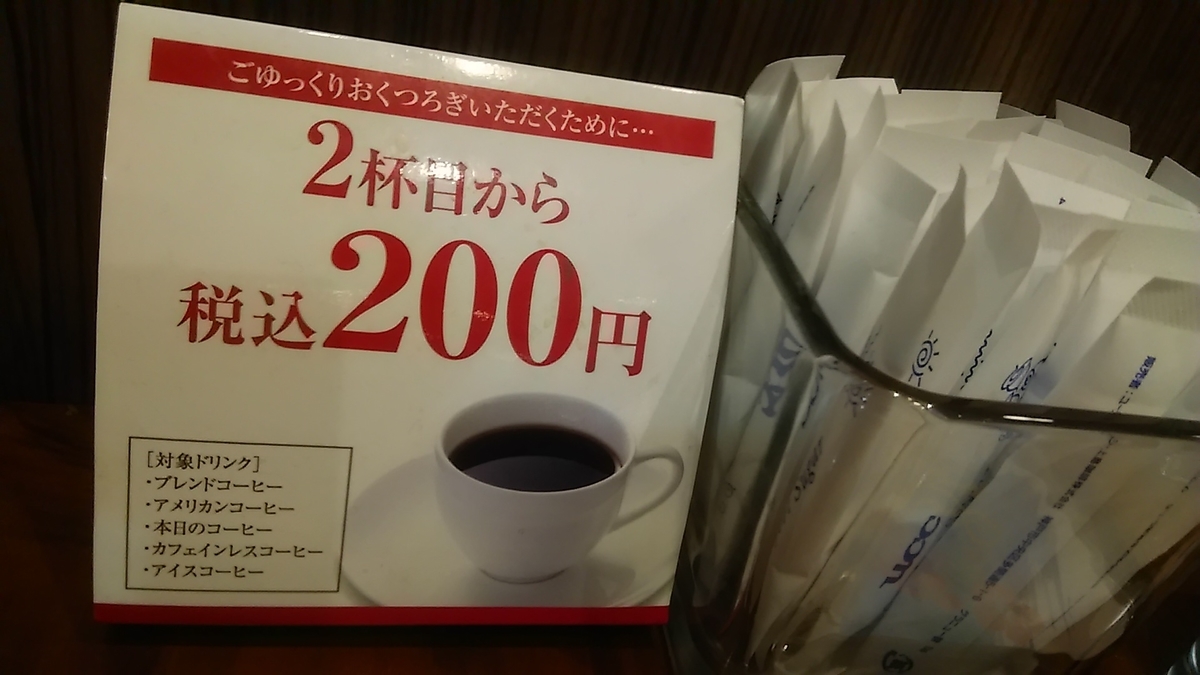 ごゆっくりおくつろぎいただくために…
2杯目から
税込200円
［対象ドリンク］
・ブレンドコーヒー
・アメリカンコーヒー
・本日のコーヒー
・カフェインレスコーヒー
・アイスコーヒー
UCC